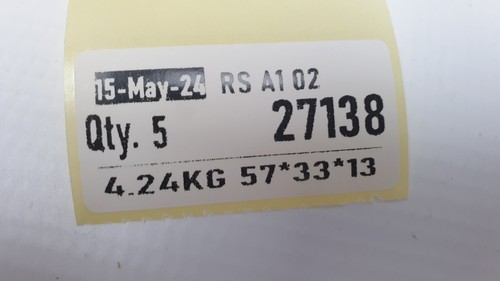 15-May-24 RS A1 02
Qty. 5 27138
4.24KG 57*33*13